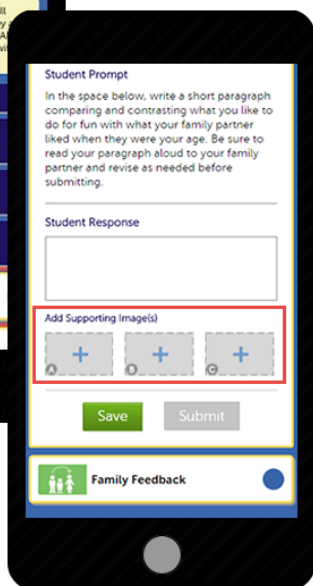 Student Prompt
In the space below, write a short paragraph
comparing and contrasting what you like to
do for fun with what your family partner
liked when they were your age. Be sure to
read your paragraph aloud to your family
partner and revise as needed before
submitting.
Student Response
Add Supporting Image(s)
A B C
Save Submit
Family Feedback